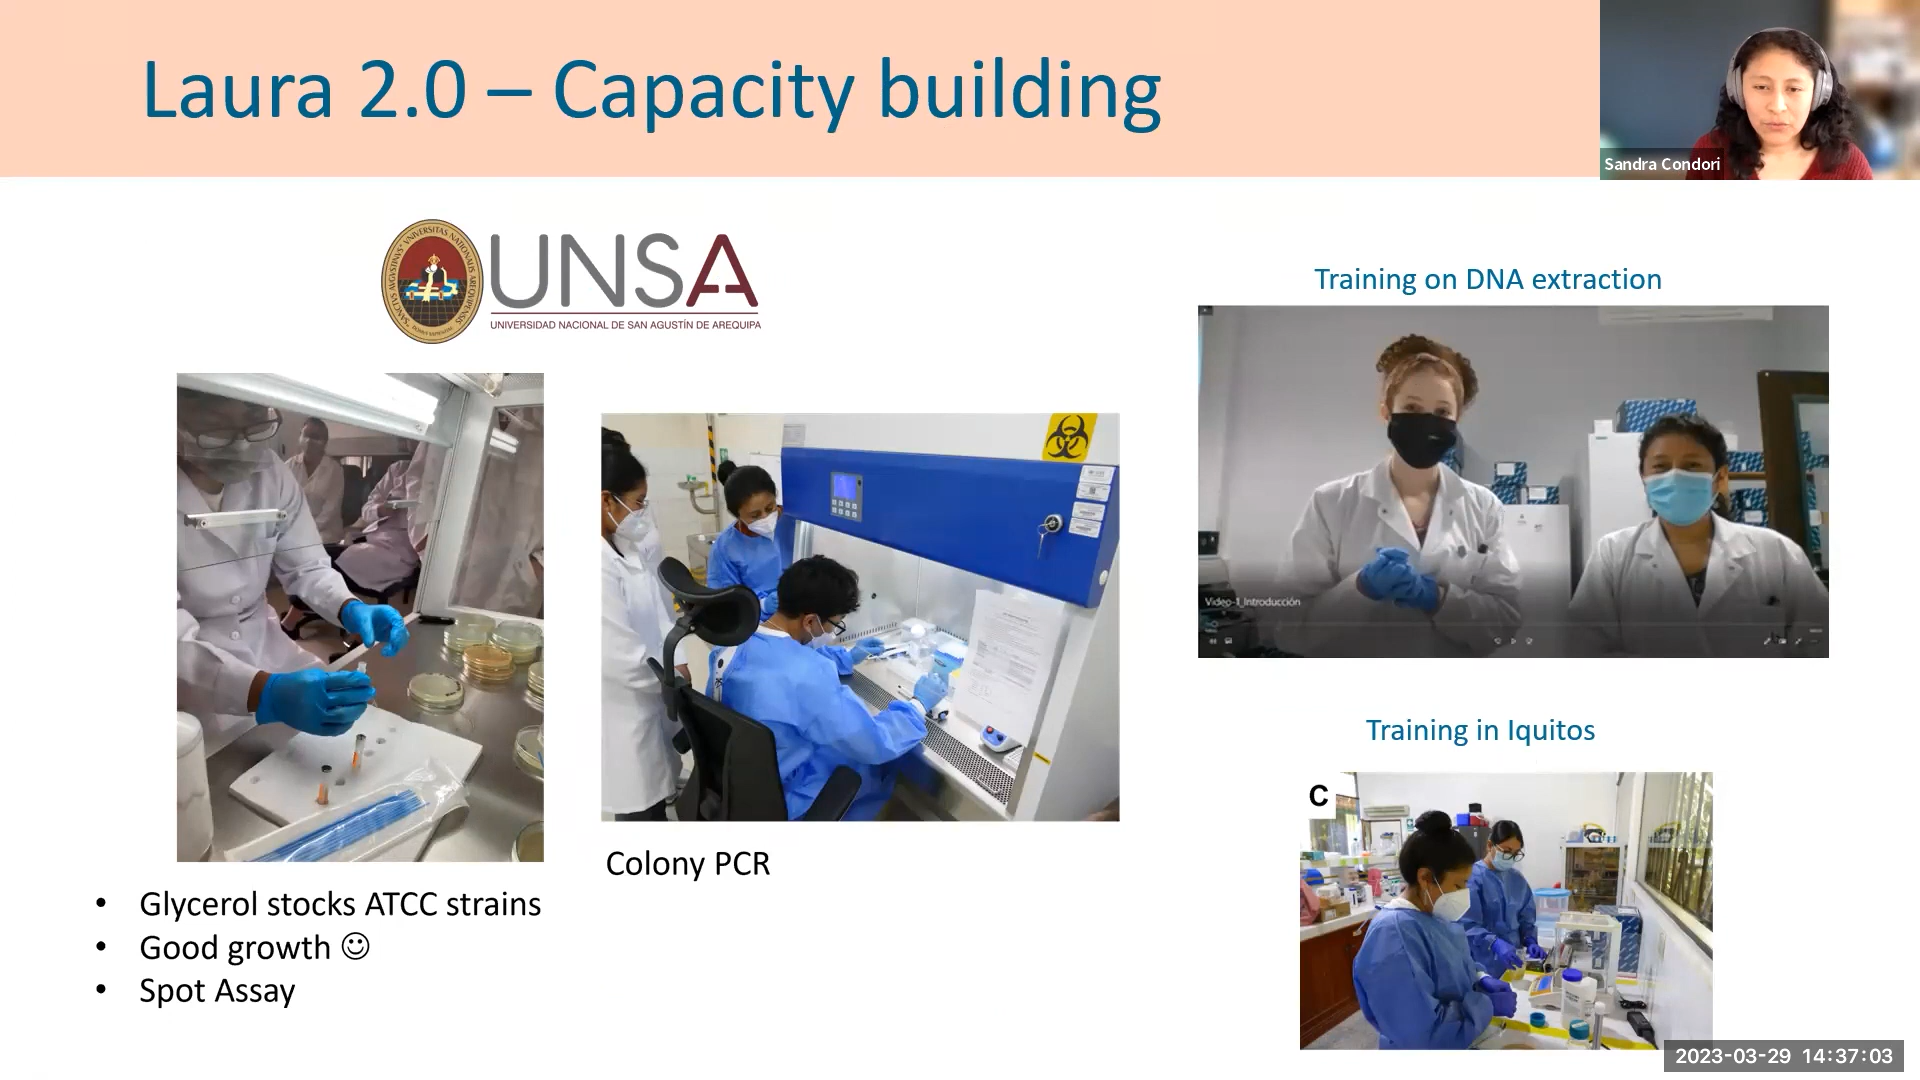 Laura 2.0 – Capacity building
Sandra Condori
UNSA
UNIVERSIDAD NACIONAL DE SAN AGUSTÍN DE AREQUIPA
Training on DNA extraction
Video-1_Introducción
Colony PCR
• Glycerol stocks ATCC strains
• Good growth ☺
• Spot Assay
Training in Iquitos
C
2023-03-29 14:37:03